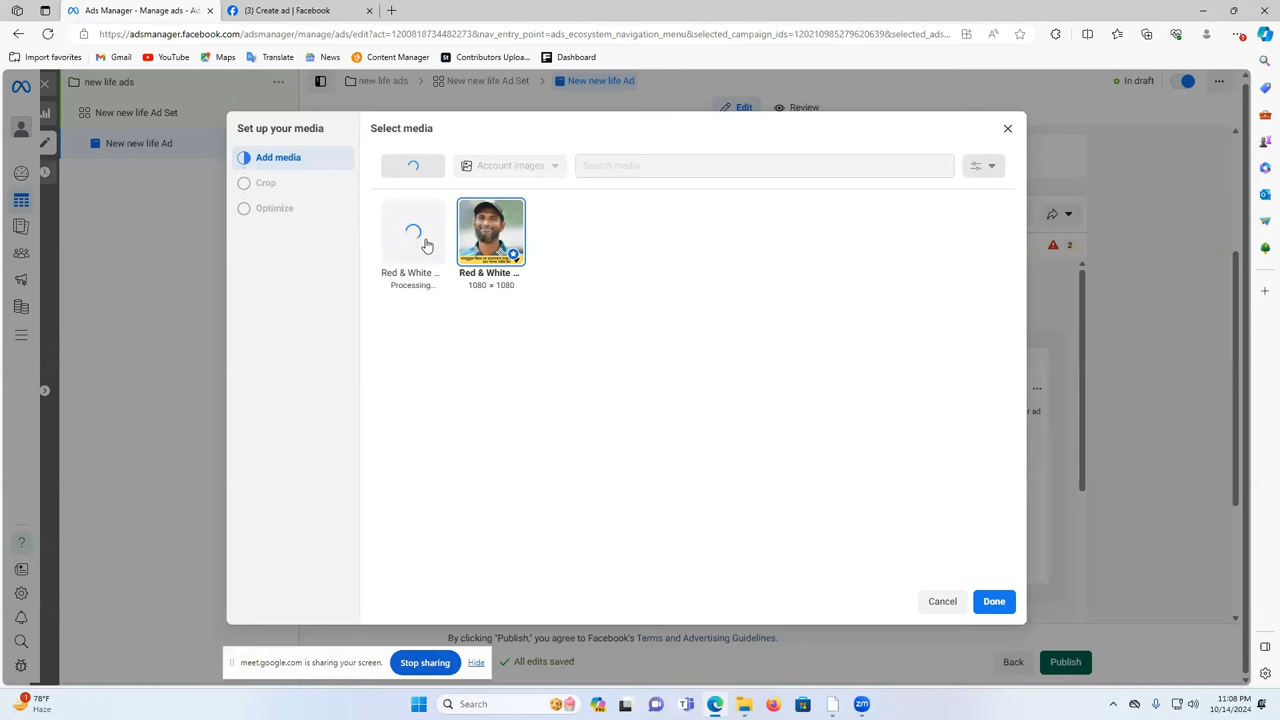 Ads Manager - Manage ads - Ad
(3) Create ad | Facebook
https://adsmanager.facebook.com/adsmanager/manage/ads/edit?act=1200818734482273&nav_entry_point=ads_ecosystem_navigation_menu&selected_campaign_ids=120210985279620639&selected_ads...
Import favorites
Gmail
YouTube
Maps
Translate
News
Content Manager
Contributors Uploa...
Dashboard
new life ads
New new life Ad Set
New new life Ad
new life ads
New new life Ad Set
New new life Ad
In draft
Edit
Review
2
Set up your media
Add media
Crop
Optimize
Select media
Account images
Search media
Red & White ...
Processing...
Red & White ...
1080 × 1080
r ad
Cancel
Done
By clicking "Publish," you agree to Facebook's Terms and Advertising Guidelines.
meet.google.com is sharing your screen.
Stop sharing
Hide
All edits saved
Back
Publish
1
78°F
Haze
Search
11:08 PM
10/14/2024